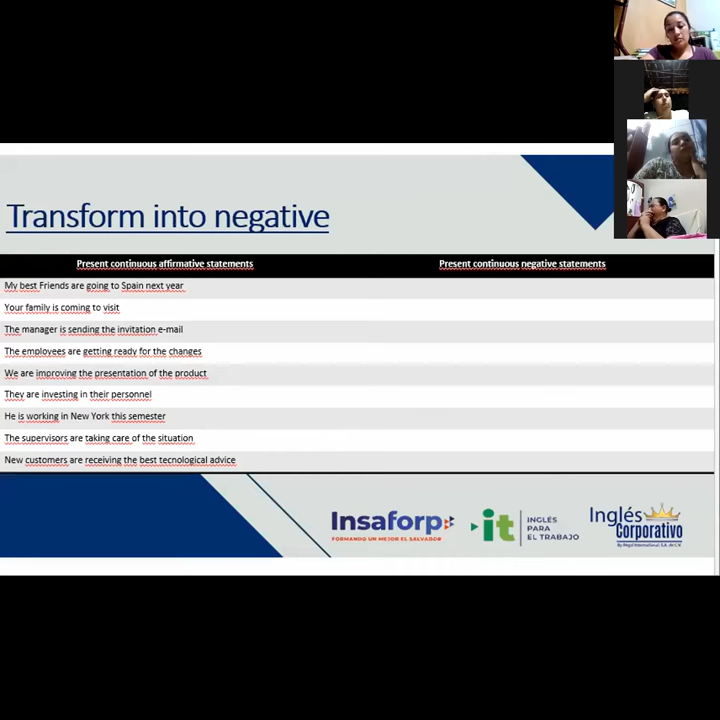 Transform into negative
Present continuous affirmative statements
Present continuous negative statements
My best Friends are going to Spain next year
Your family is coming to visit
The manager is sending the invitation e-mail
The employees are getting ready for the changes
We are improving the presentation of the product
They are investing in their personnel
He is working in New York this semester
The supervisors are taking care of the situation
New customers are receiving the best tecnological advice
Insaforp
FORMANDO UN MEJOR EL SALVADOR
it
INGLÉS
PARA
EL TRABAJO
Inglés
Corporativo
By Regal International, S.A. de C.V.